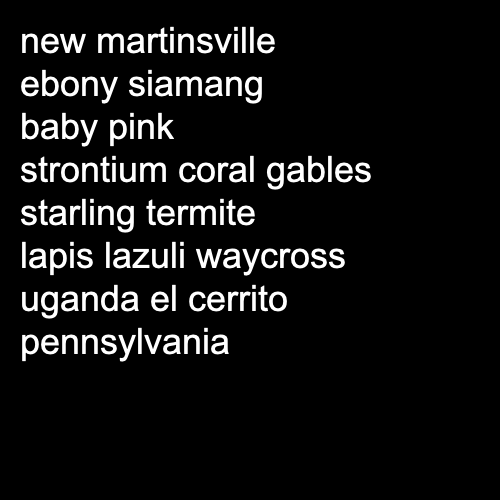 new martinsville
ebony siamang
baby pink
strontium coral gables
starling termite
lapis lazuli waycross
uganda el cerrito
pennsylvania